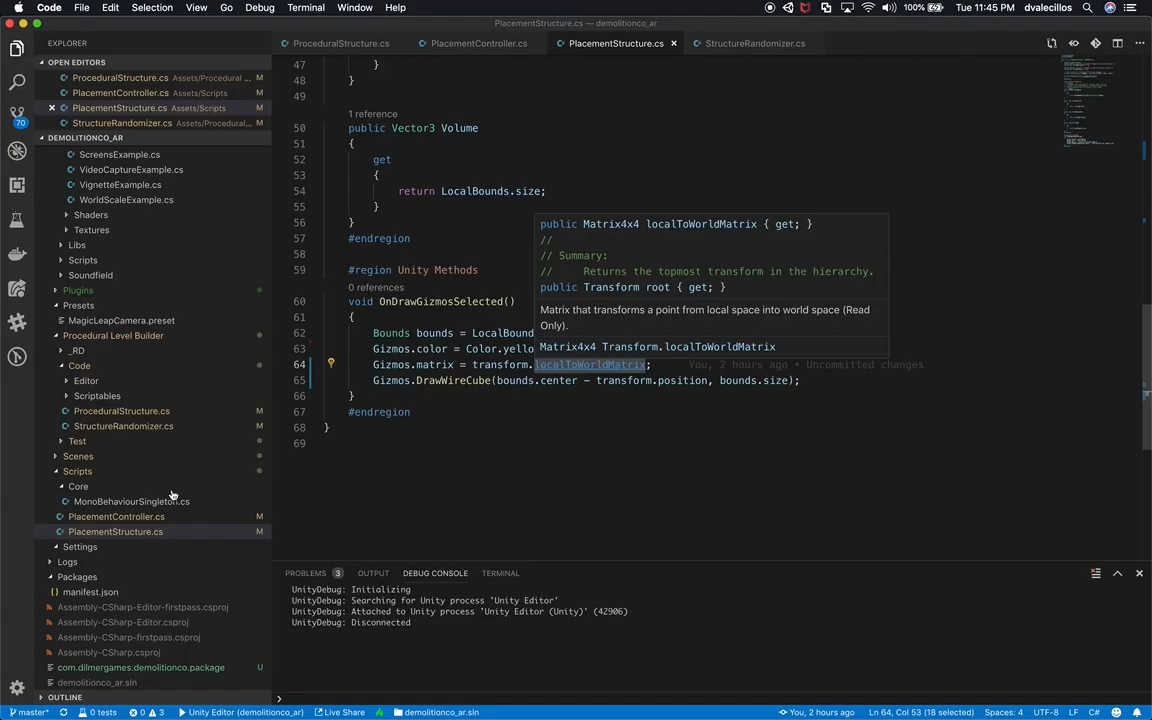 Code File Edit Selection View Go Debug Terminal Window Help 100% Tue 11:45 PM dvalecillos
PlacementStructure.cs — demolitionco_ar
EXPLORER
ProceduralStructure.cs PlacementController.cs PlacementStructure.cs StructureRandomizer.cs
OPEN EDITORS
ProceduralStructure.cs Assets/Procedural ... M
PlacementController.cs Assets/Scripts M
PlacementStructure.cs Assets/Scripts M
StructureRandomizer.cs Assets/Procedural... M
DEMOLITIONCO_AR
ScreensExample.cs
VideoCaptureExample.cs
VignetteExample.cs
WorldScaleExample.cs
Shaders
Textures
Libs
Scripts
Soundfield
Plugins
Presets
MagicLeapCamera.preset
Procedural Level Builder
_RD
Code
Editor
Scriptables
ProceduralStructure.cs M
StructureRandomizer.cs M
Test
Scenes
Scripts
Core
MonoBehaviourSingleton.cs
PlacementController.cs M
PlacementStructure.cs M
Settings
Logs
Packages
manifest.json
Assembly-CSharp-Editor-firstpass.csproj
Assembly-CSharp-Editor.csproj
Assembly-CSharp-firstpass.csproj
Assembly-CSharp.csproj
com.dilmergames.demolitionco.package U
demolitionco_ar.sln
OUTLINE
70
47 }
48 }
49
1 reference
50 public Vector3 Volume
51 {
52 get
53 {
54 return LocalBounds.size;
55 }
56 }
57 #endregion
58
59 #region Unity Methods
0 references
60 void OnDrawGizmosSelected()
61 {
62 Bounds bounds = LocalBound
63 Gizmos.color = Color.yello
64 Gizmos.matrix = transform.localToWorldMatrix; You, 2 hours ago • Uncommitted changes
65 Gizmos.DrawWireCube(bounds.center - transform.position, bounds.size);
66 }
67 #endregion
68 }
69
public Matrix4x4 localToWorldMatrix { get; }
//
// Summary:
// Returns the topmost transform in the hierarchy.
public Transform root { get; }
Matrix that transforms a point from local space into world space (Read
Only).
Matrix4x4 Transform.localToWorldMatrix
PROBLEMS 3 OUTPUT DEBUG CONSOLE TERMINAL
UnityDebug: Initializing
UnityDebug: Searching for Unity process 'Unity Editor'
UnityDebug: Attached to Unity process 'Unity Editor (Unity)' (42906)
UnityDebug: Disconnected
master* 0 tests 0 3 Unity Editor (demolitionco_ar) Live Share demolitionco_ar.sln You, 2 hours ago Ln 64, Col 53 (18 selected) Spaces: 4 UTF-8 LF C#